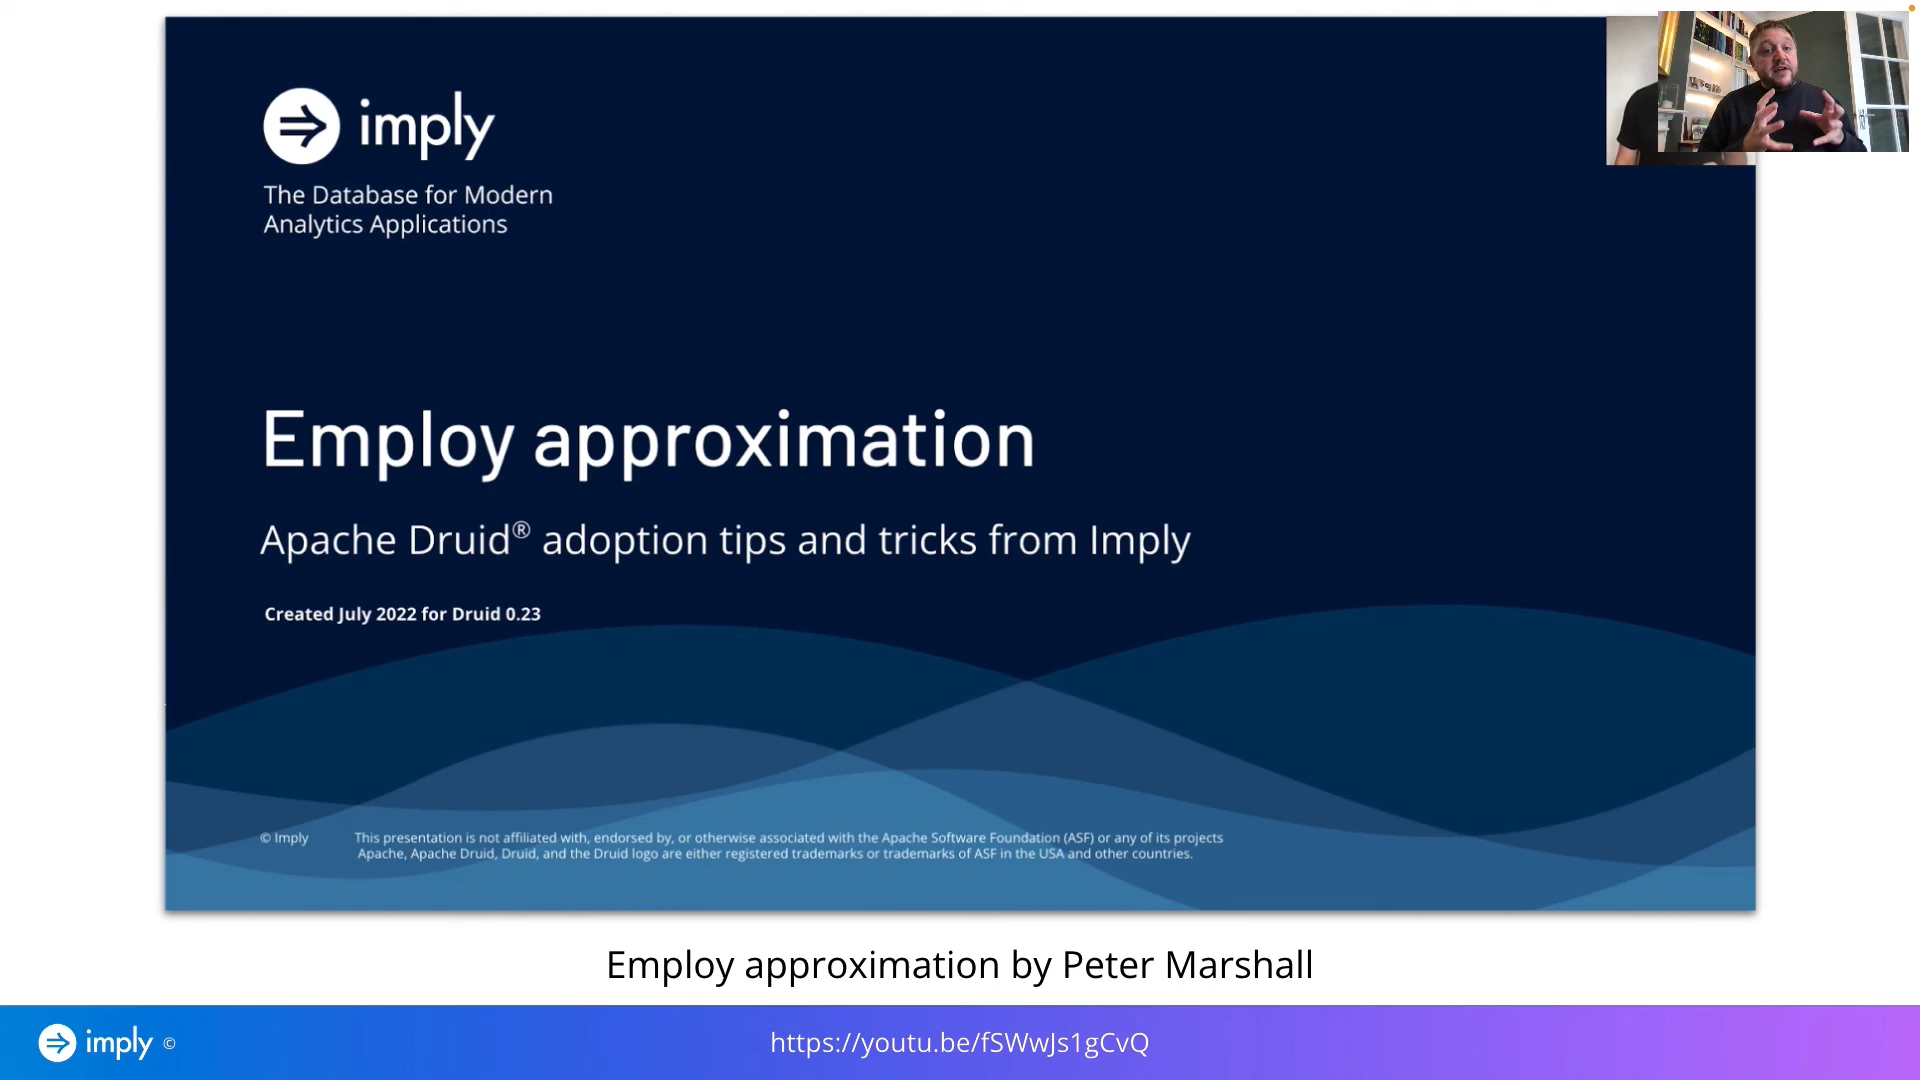 imply
The Database for Modern
Analytics Applications
Employ approximation
Apache Druid® adoption tips and tricks from Imply
Created July 2022 for Druid 0.23
© Imply This presentation is not affiliated with, endorsed by, or otherwise associated with the Apache Software Foundation (ASF) or any of its projects
Apache, Apache Druid, Druid, and the Druid logo are either registered trademarks or trademarks of ASF in the USA and other countries.
Employ approximation by Peter Marshall
imply © https://youtu.be/fSWwJs1gCvQ